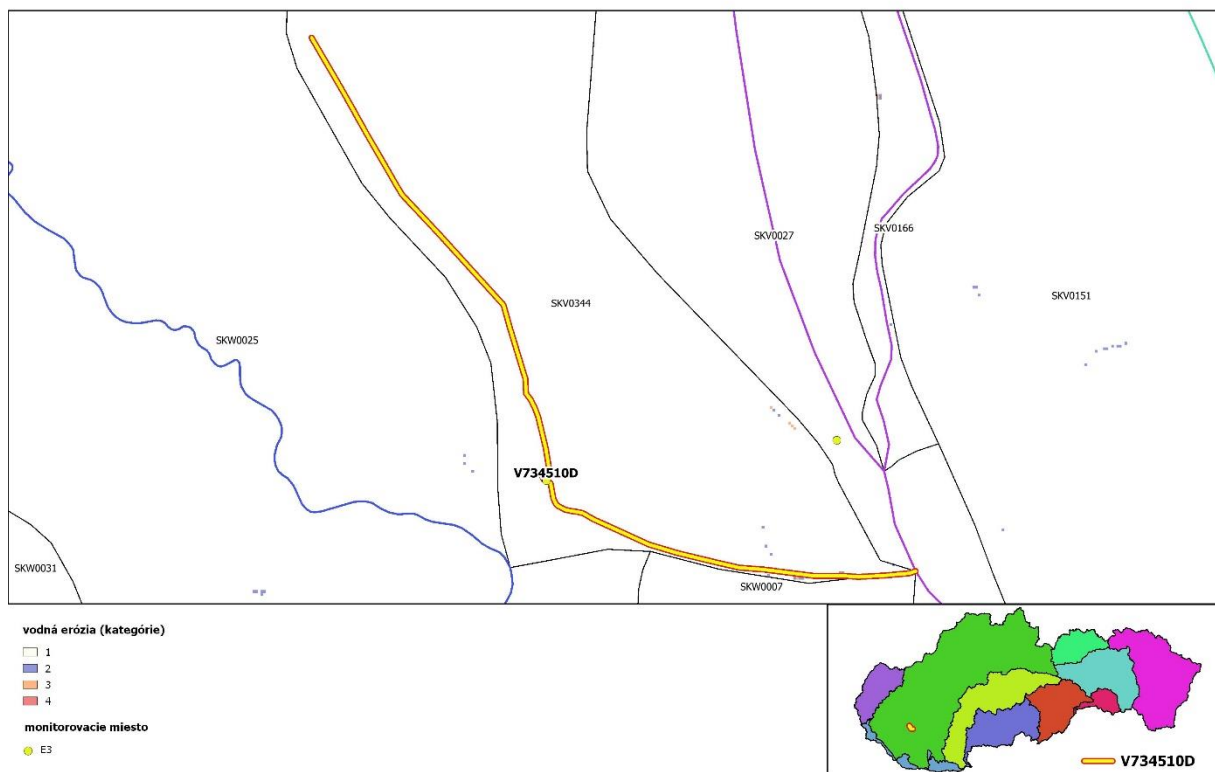 SKV0027
SKV0166
SKV0344
SKV0151
SKW0025
V734510D
SKW0031
SKW0007
vodná erózia (kategórie)
1
2
3
4
monitorovacie miesto
E3
V734510D